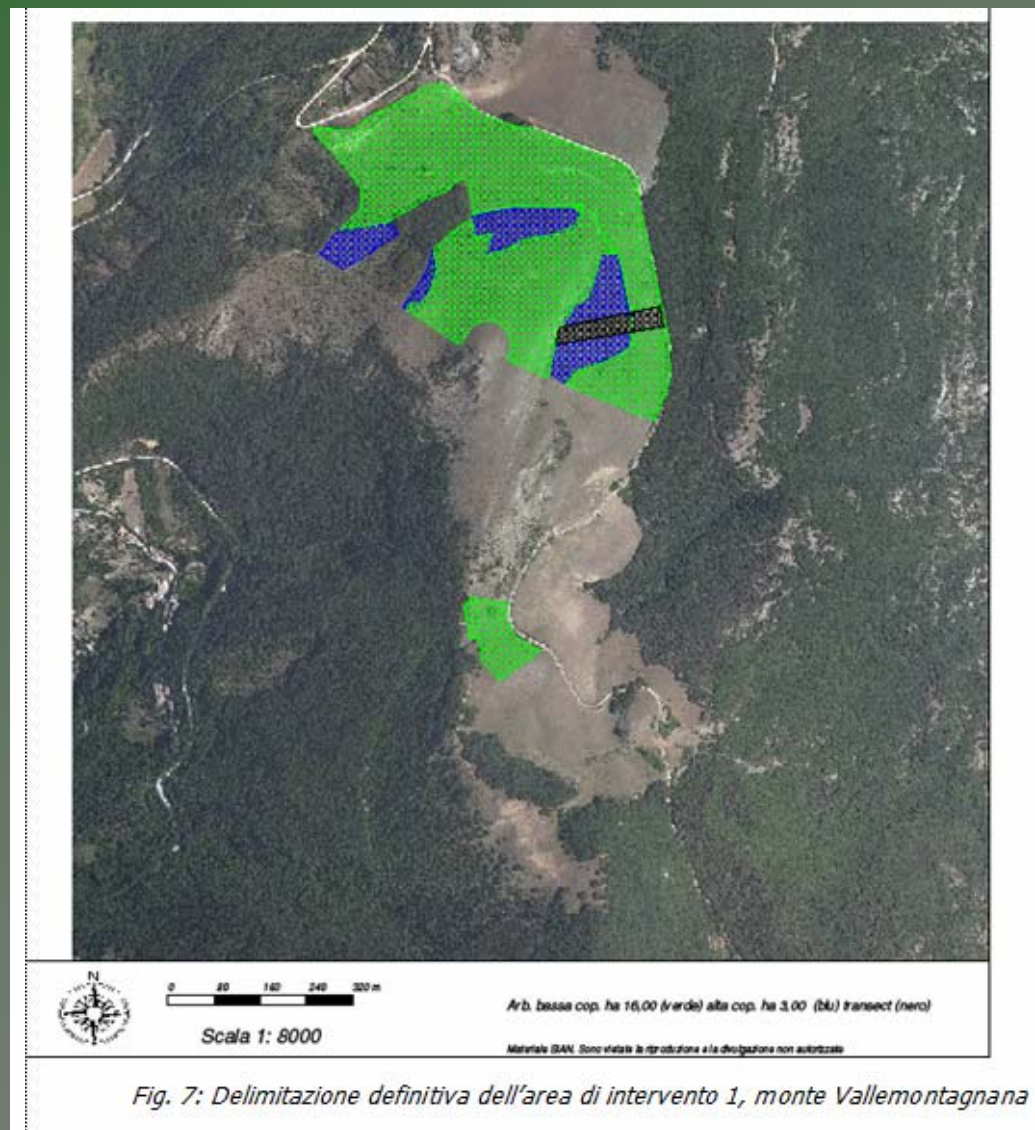 N
0 80 160 240 320 m
Scala 1: 8000
Arb. bassa cop. ha 16,00 (verde) alta cop. ha 3,00 (blu) transect (nero)
Materiale SIAN. Sono vietate la riproduzione e la divulgazione non autorizzate
Fig. 7: Delimitazione definitiva dell'area di intervento 1, monte Vallemontagnana